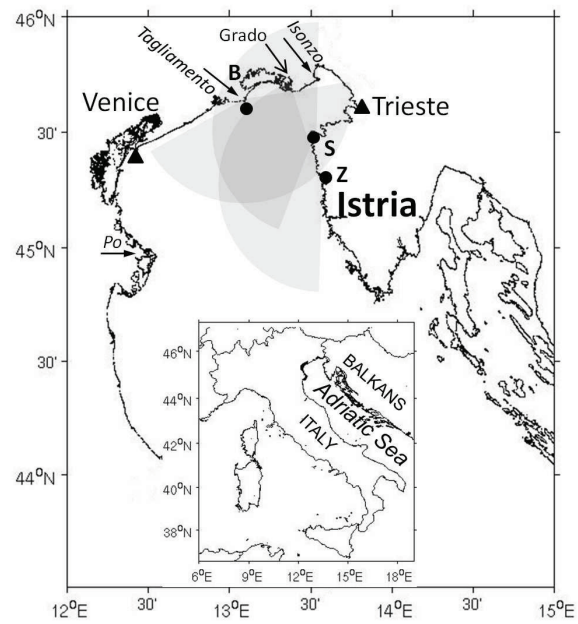 46°N
Tagliamento
Grado
Isonzo
B
Venice
Trieste
30'
S
Z
Istria
Po
45°N
30'
44°N
12°E
30'
13°E
30'
14°E
30'
15°E
46°N
44°N
42°N
40°N
38°N
6°E
9°E
12°E
15°E
18°E
BALKANS
Adriatic Sea
ITALY